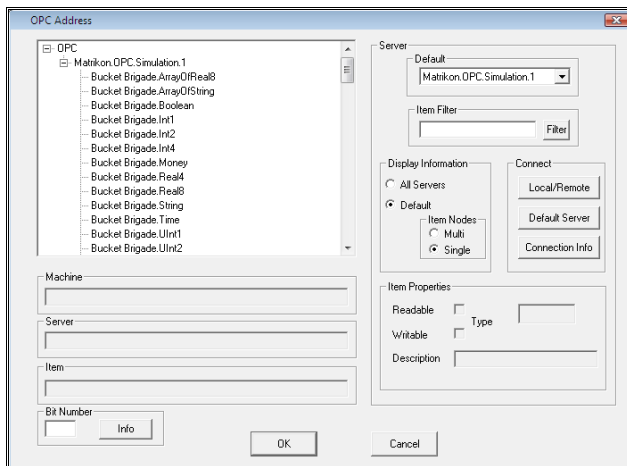 OPC Address
OPC
Matrikon.OPC.Simulation.1
Bucket Brigade.ArrayOfReal8
Bucket Brigade.ArrayOfString
Bucket Brigade.Boolean
Bucket Brigade.Int1
Bucket Brigade.Int2
Bucket Brigade.Int4
Bucket Brigade.Money
Bucket Brigade.Real4
Bucket Brigade.Real8
Bucket Brigade.String
Bucket Brigade.Time
Bucket Brigade.UInt1
Bucket Brigade.UInt2
Machine
Server
Item
Bit Number
Info
Server
Default
Matrikon.OPC.Simulation.1
Item Filter
Filter
Display Information
All Servers
Default
Item Nodes
Multi
Single
Connect
Local/Remote
Default Server
Connection Info
Item Properties
Readable
Type
Writable
Description
OK
Cancel